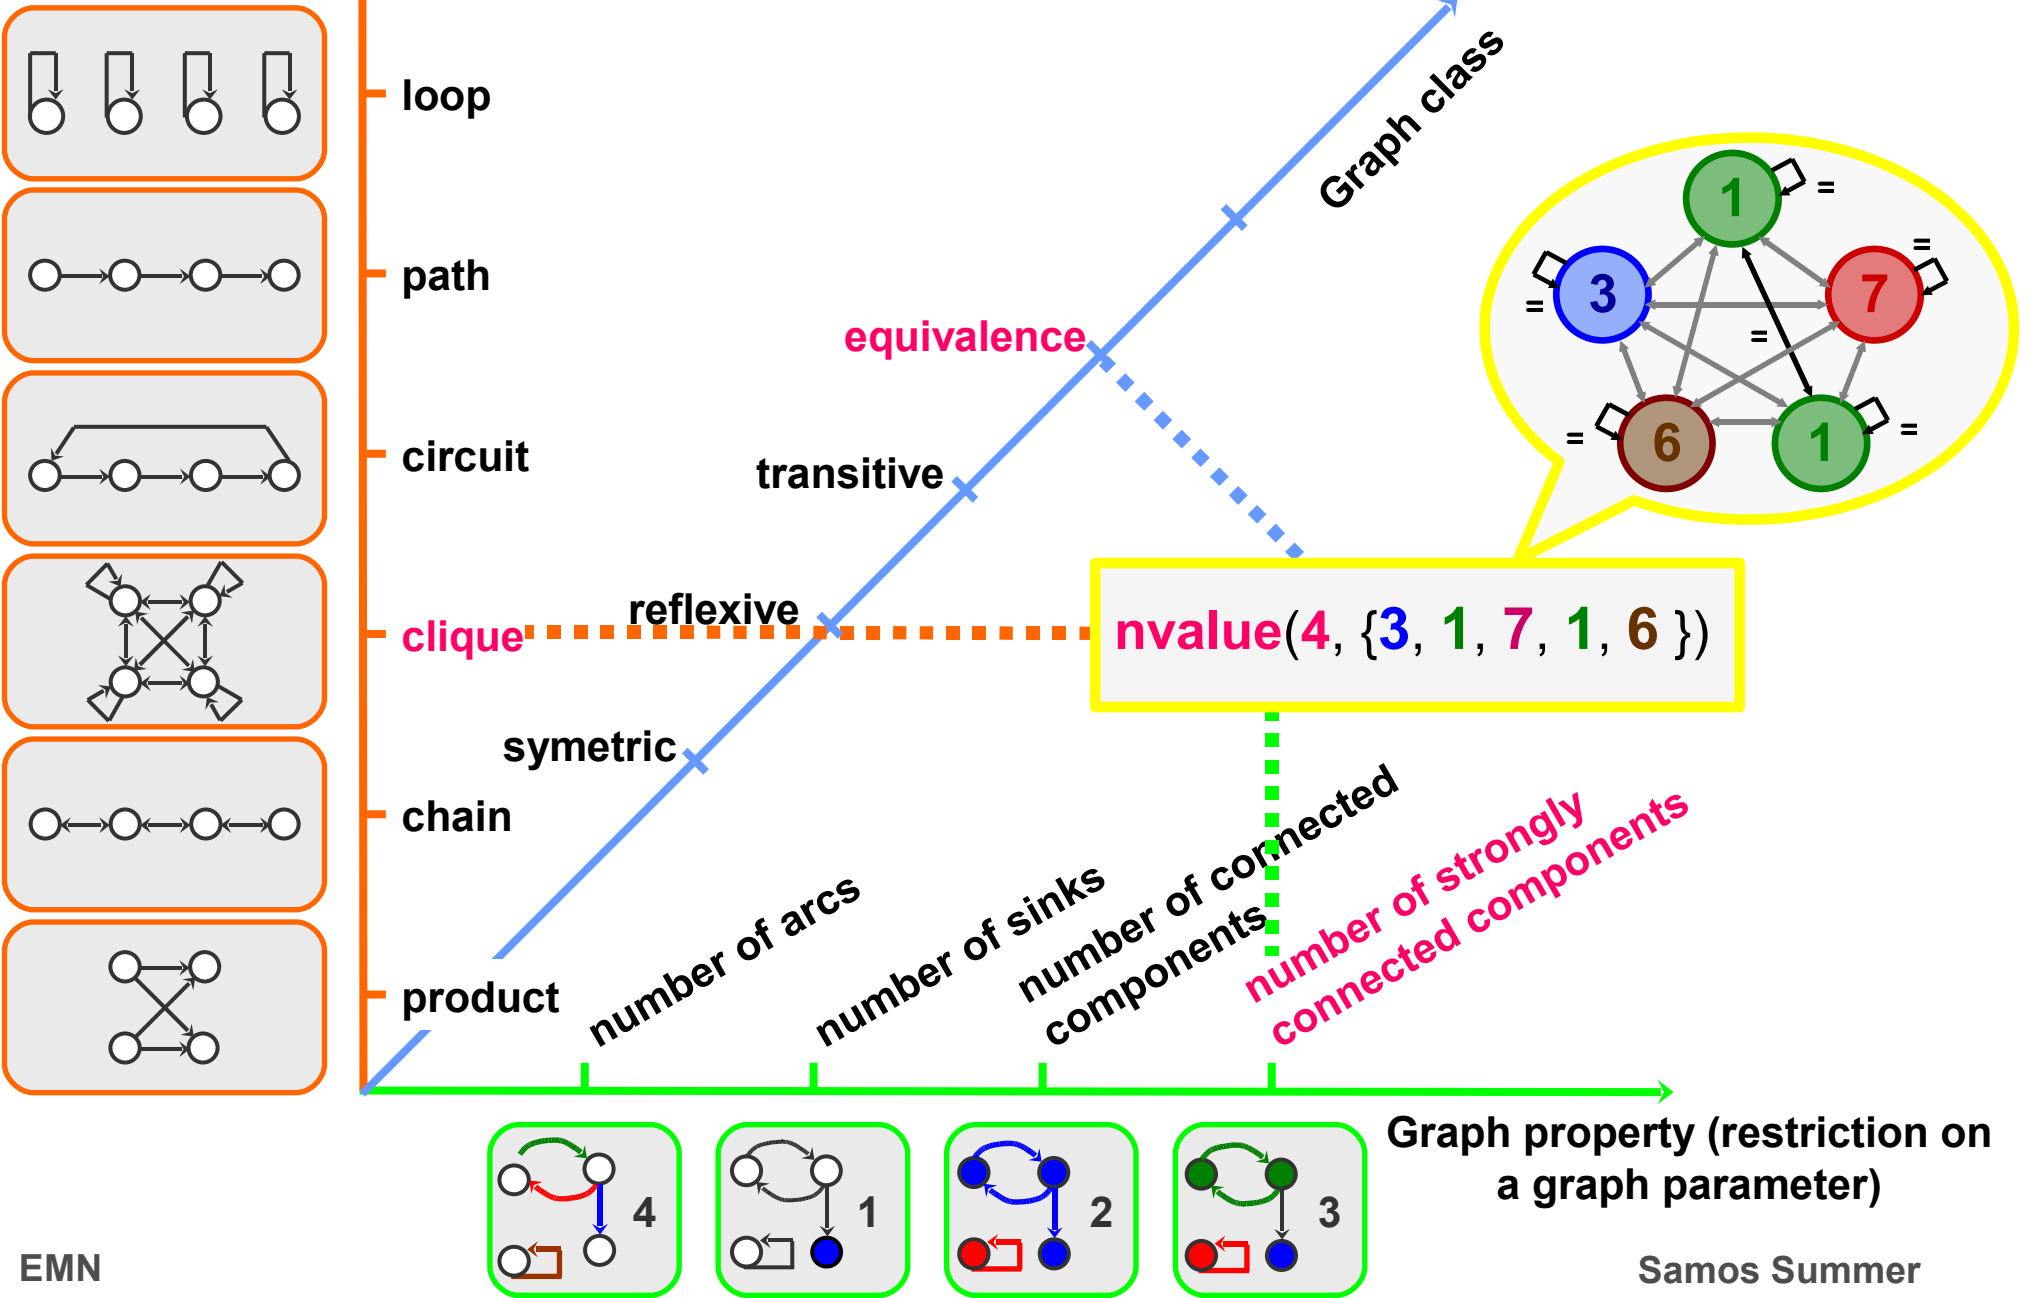 loop
path
circuit
clique
chain
product
Graph class
equivalence
transitive
reflexive
symetric
1
=
3
=
7
=
=
6
=
1
=
nvalue(4, {3, 1, 7, 1, 6 })
number of arcs
number of sinks
number of connected
components
number of strongly
connected components
4
1
2
3
Graph property (restriction on
a graph parameter)
EMN
Samos Summer